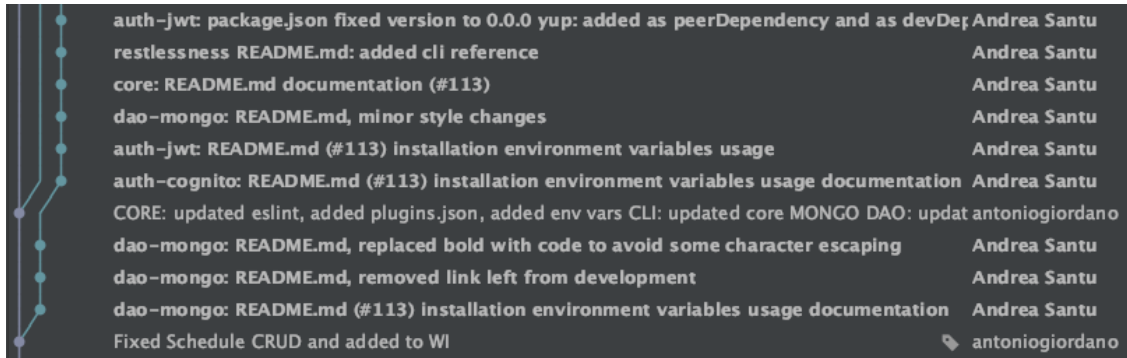 auth-jwt: package.json fixed version to 0.0.0 yup: added as peerDependency and as devDep Andrea Santu
restlessness README.md: added cli reference Andrea Santu
core: README.md documentation (#113) Andrea Santu
dao-mongo: README.md, minor style changes Andrea Santu
auth-jwt: README.md (#113) installation environment variables usage Andrea Santu
auth-cognito: README.md (#113) installation environment variables usage documentation Andrea Santu
CORE: updated eslint, added plugins.json, added env vars CLI: updated core MONGO DAO: updat antoniogiordano
dao-mongo: README.md, replaced bold with code to avoid some character escaping Andrea Santu
dao-mongo: README.md, removed link left from development Andrea Santu
dao-mongo: README.md (#113) installation environment variables usage documentation Andrea Santu
Fixed Schedule CRUD and added to WI antoniogiordano